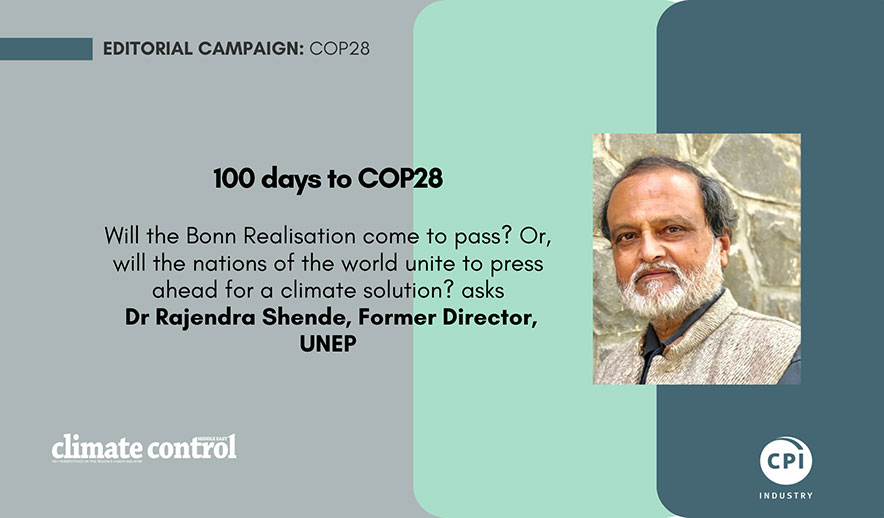 EDITORIAL CAMPAIGN: COP28
100 days to COP28
Will the Bonn Realisation come to pass? Or,
will the nations of the world unite to press
ahead for a climate solution? asks
Dr Rajendra Shende, Former Director,
UNEP
climate control
MIDDLE EAST
CPI
INDUSTRY